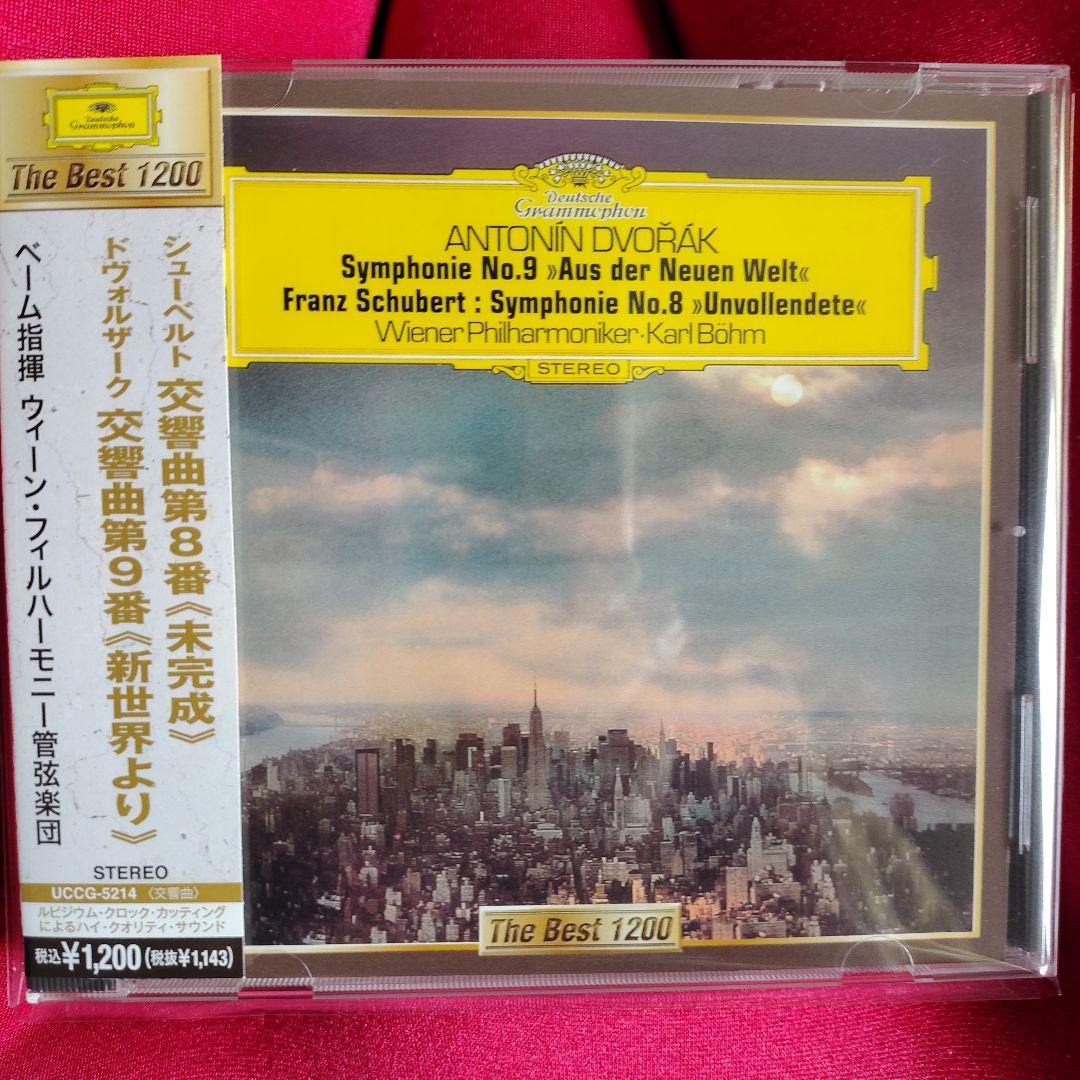 Deutsche
Grammophon
The Best 1200
シューベルト 交響曲第8番《未完成》
ドヴォルザーク 交響曲第9番《新世界より》
ベーム指揮 ウィーン・フィルハーモニー管弦楽団
STEREO
UCCG-5214 〈交響曲〉
ルビジウム・クロック・カッティング
によるハイ・クオリティ・サウンド
税込¥1,200(税抜¥1,143)
Deutsche
Grammophon
ANTONÍN DVOŘÁK
Symphonie No.9 »Aus der Neuen Welt«
Franz Schubert : Symphonie No.8 »Unvollendete«
Wiener Philharmoniker·Karl Böhm
STEREO
The Best 1200